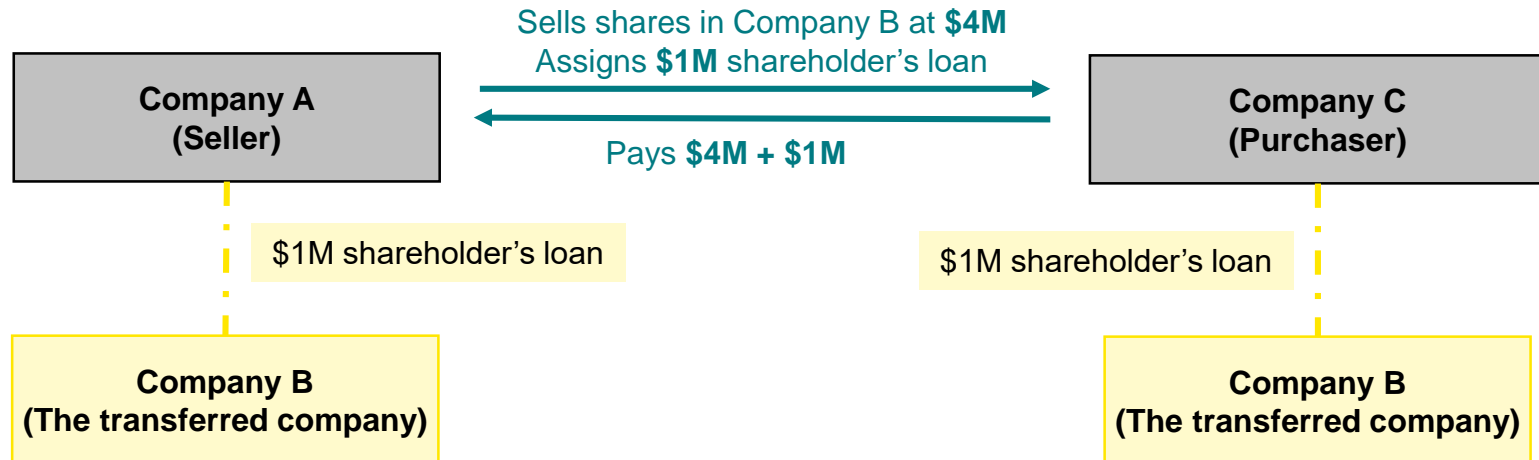 Sells shares in Company B at $4M
Assigns $1M shareholder’s loan
Company A
(Seller)
Pays $4M + $1M
Company C
(Purchaser)
$1M shareholder’s loan
$1M shareholder’s loan
Company B
(The transferred company)
Company B
(The transferred company)